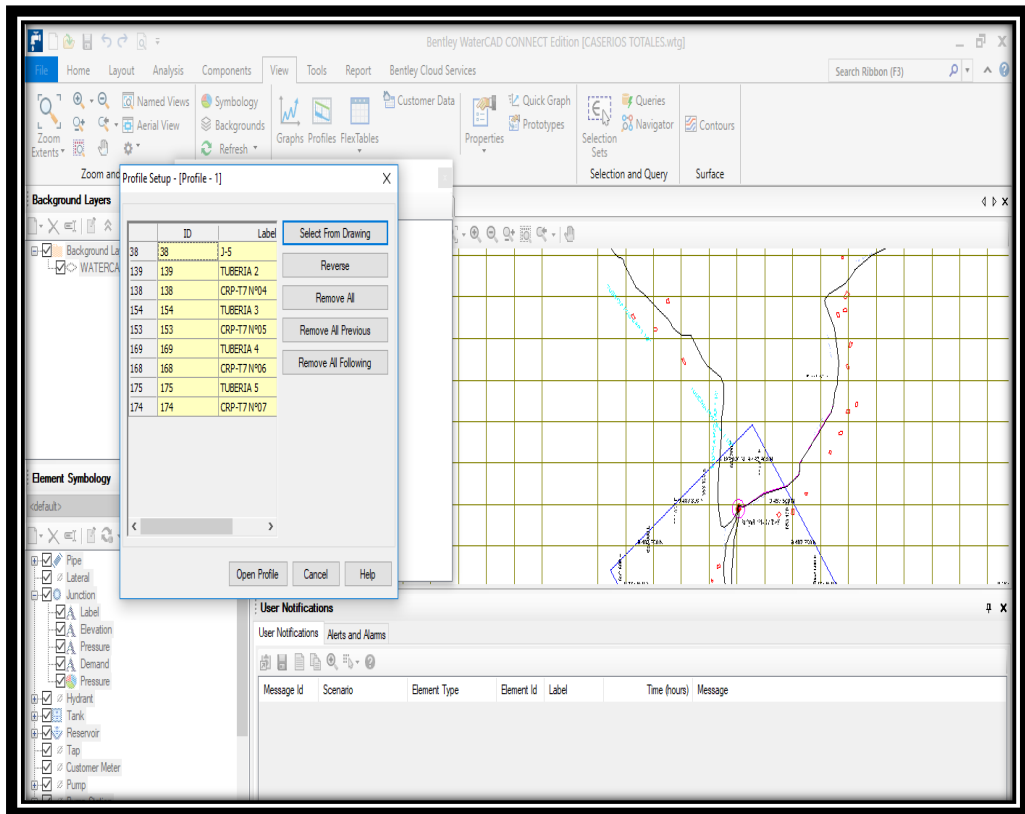 Bentley WaterCAD CONNECT Edition [CASERIOS TOTALES.wtg]
File Home Layout Analysis Components View Tools Report Bentley Cloud Services Search Ribbon (F3)
Named Views Symbology Customer Data Quick Graph Queries
Aerial View Backgrounds Prototypes Navigator Contours
Zoom Extents Refresh Graphs Profiles FlexTables Properties Selection Sets
Zoom and Selection and Query Surface
Profile Setup - [Profile - 1]
Background Layers
ID Label
38 38 J-5
139 139 TUBERIA 2
138 138 CRP-T7 Nº04
154 154 TUBERIA 3
153 153 CRP-T7 Nº05
169 169 TUBERIA 4
168 168 CRP-T7 Nº06
175 175 TUBERIA 5
174 174 CRP-T7 Nº07
Select From Drawing
Reverse
Remove All
Remove All Previous
Remove All Following
Open Profile Cancel Help
Background La
WATERCA
Element Symbology
<default>
Pipe
Lateral
Junction
Label
Elevation
Pressure
Demand
Pressure
Hydrant
Tank
Reservoir
Tap
Customer Meter
Pump
User Notifications
User Notifications Alerts and Alarms
Message Id Scenario Element Type Element Id Label Time (hours) Message